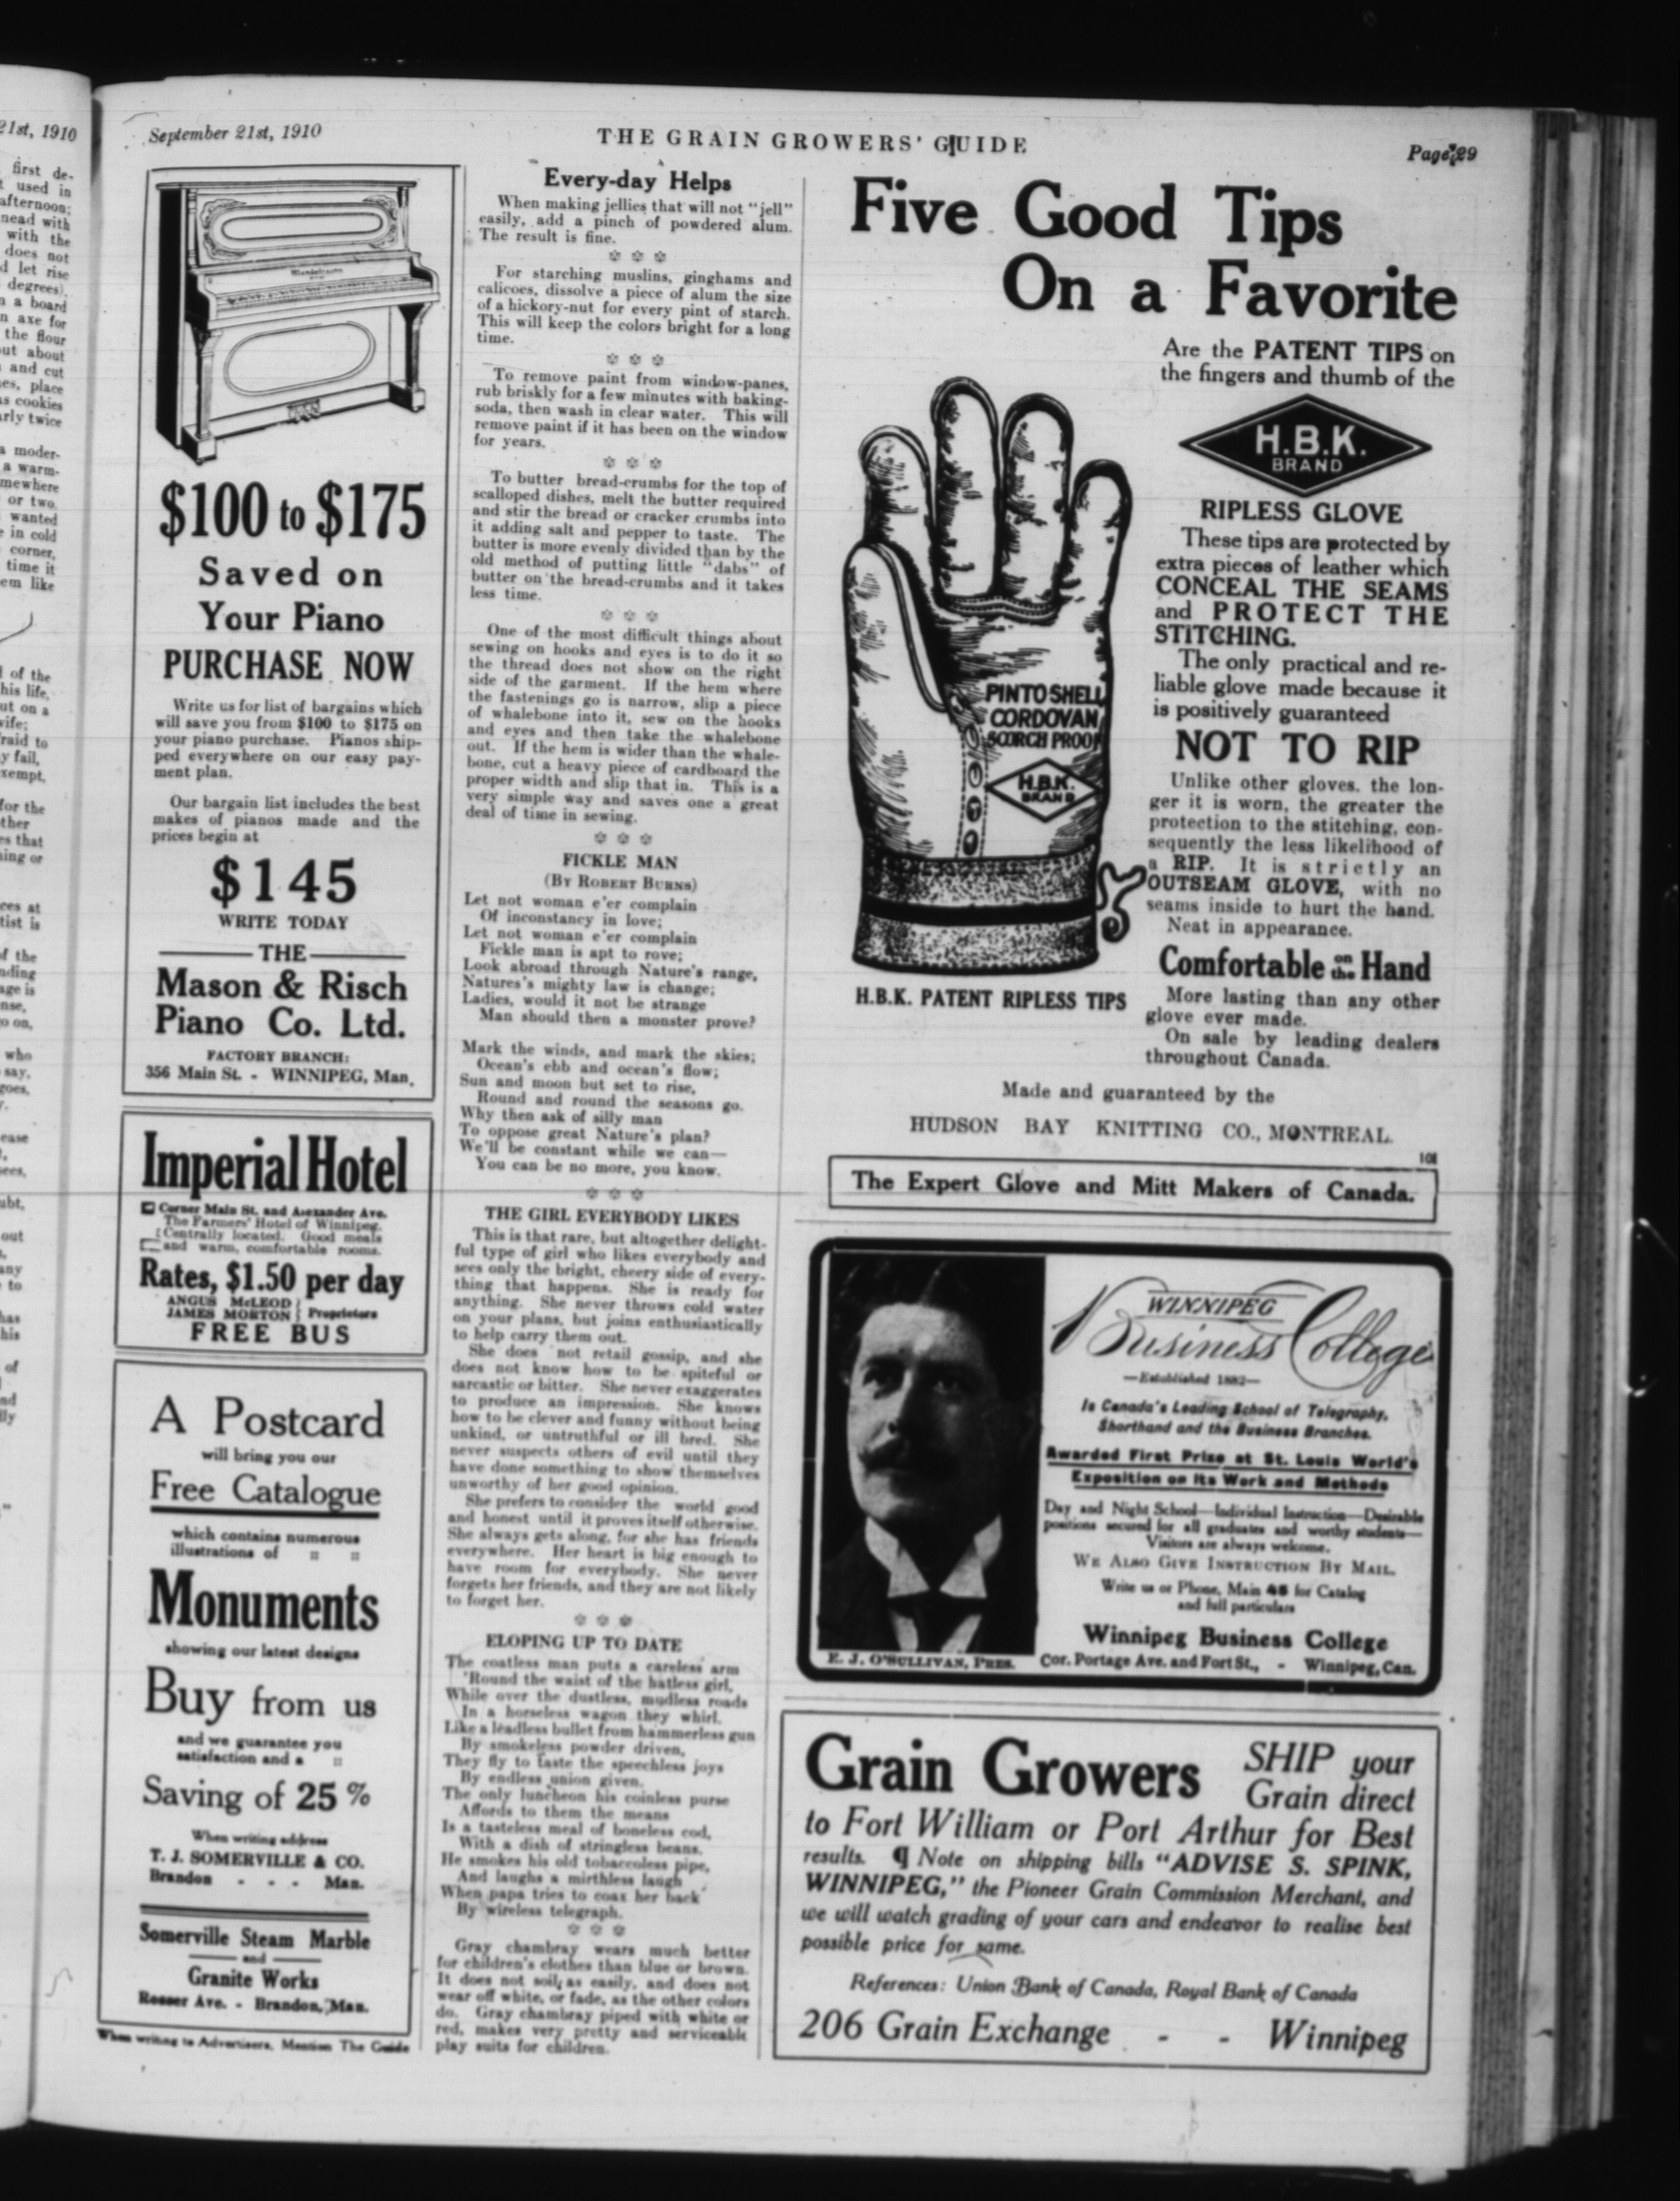 September 21st, 1910
THE GRAIN GROWERS' GUIDE
Page 29
$100 to $175
Saved on
Your Piano
PURCHASE NOW
Write us for list of bargains which
will save you from $100 to $175 on
your piano purchase. Pianos ship-
ped everywhere on our easy pay-
ment plan.
Our bargain list includes the best
makes of pianos made and the
prices begin at
$145
WRITE TODAY
THE
Mason & Risch
Piano Co. Ltd.
FACTORY BRANCH:
356 Main St. - WINNIPEG, Man.
Imperial Hotel
Corner Main St. and Alexander Ave.
The Farmers' Hotel of Winnipeg.
Centrally located. Good meals
and warm, comfortable rooms.
Rates, $1.50 per day
ANGUS McLEOD
JAMES MORTON } Proprietors
FREE BUS
A Postcard
will bring you our
Free Catalogue
which contains numerous
illustrations of
Monuments
showing our latest designs
Buy from us
and we guarantee you
satisfaction and a
Saving of 25 %
When writing address
T. J. SOMERVILLE & CO.
Brandon - - - Man.
Somerville Steam Marble
and
Granite Works
Rosser Ave. - Brandon, Man.
When writing to Advertisers, Mention The Guide
Every-day Helps
When making jellies that will not "jell"
easily, add a pinch of powdered alum.
The result is fine.
For starching muslins, ginghams and
calicoes, dissolve a piece of alum the size
of a hickory-nut for every pint of starch.
This will keep the colors bright for a long
time.
To remove paint from window-panes,
rub briskly for a few minutes with baking-
soda, then wash in clear water. This will
remove paint if it has been on the window
for years.
To butter bread-crumbs for the top of
scalloped dishes, melt the butter required
and stir the bread or cracker crumbs into
it adding salt and pepper to taste. The
butter is more evenly divided than by the
old method of putting little "dabs" of
butter on the bread-crumbs and it takes
less time.
One of the most difficult things about
sewing on hooks and eyes is to do it so
the thread does not show on the right
side of the garment. If the hem where
the fastenings go is narrow, slip a piece
of whalebone into it, sew on the hooks
and eyes and then take the whalebone
out. If the hem is wider than the whale-
bone, cut a heavy piece of cardboard the
proper width and slip that in. This is a
very simple way and saves one a great
deal of time in sewing.
FICKLE MAN
(By Robert Burns)
Let not woman e'er complain
Of inconstancy in love;
Let not woman e'er complain
Fickle man is apt to rove;
Look abroad through Nature's range,
Natures's mighty law is change;
Ladies, would it not be strange
Man should then a monster prove?
Mark the winds, and mark the skies;
Ocean's ebb and ocean's flow;
Sun and moon but set to rise,
Round and round the seasons go.
Why then ask of silly man
To oppose great Nature's plan?
We'll be constant while we can—
You can be no more, you know.
THE GIRL EVERYBODY LIKES
This is that rare, but altogether delight-
ful type of girl who likes everybody and
sees only the bright, cheery side of every-
thing that happens. She is ready for
anything. She never throws cold water
on your plans, but joins enthusiastically
to help carry them out.
She does not retail gossip, and she
does not know how to be spiteful or
sarcastic or bitter. She never exaggerates
to produce an impression. She knows
how to be clever and funny without being
unkind, or untruthful or ill bred. She
never suspects others of evil until they
have done something to show themselves
unworthy of her good opinion.
She prefers to consider the world good
and honest until it proves itself otherwise.
She always gets along, for she has friends
everywhere. Her heart is big enough to
have room for everybody. She never
forgets her friends, and they are not likely
to forget her.
ELOPING UP TO DATE
The coatless man puts a careless arm
'Round the waist of the hatless girl,
While over the dustless, mudless roads
In a horseless wagon they whirl.
Like a leadless bullet from hammerless gun
By smokeless powder driven,
They fly to taste the speechless joys
By endless union given.
The only luncheon his coinless purse
Affords to them the means
Is a tasteless meal of boneless cod,
With a dish of stringless beans.
He smokes his old tobaccoless pipe,
And laughs a mirthless laugh
When papa tries to coax her back
By wireless telegraph.
Gray chambray wears much better
for children's clothes than blue or brown.
It does not soil as easily, and does not
wear off white, or fade, as the other colors
do. Gray chambray piped with white or
red, makes very pretty and serviceable
play suits for children.
Five Good Tips
On a Favorite
Are the PATENT TIPS on
the fingers and thumb of the
H.B.K.
BRAND
RIPLESS GLOVE
These tips are protected by
extra pieces of leather which
CONCEAL THE SEAMS
and PROTECT THE
STITCHING.
The only practical and re-
liable glove made because it
is positively guaranteed
NOT TO RIP
Unlike other gloves, the lon-
ger it is worn, the greater the
protection to the stitching, con-
sequently the less likelihood of
a RIP. It is strictly an
OUTSEAM GLOVE, with no
seams inside to hurt the hand.
Neat in appearance.
Comfortable on the Hand
More lasting than any other
glove ever made.
On sale by leading dealers
throughout Canada.
PINTO SHELL
CORDOVAN
SCORCH PROOF
H.B.K.
BRAND
H.B.K. PATENT RIPLESS TIPS
Made and guaranteed by the
HUDSON BAY KNITTING CO., MONTREAL.
101
The Expert Glove and Mitt Makers of Canada.
E. J. O'SULLIVAN, Pres.
WINNIPEG
Business College
—Established 1882—
Is Canada's Leading School of Telegraphy,
Shorthand and the Business Branches.
Awarded First Prize at St. Louis World's
Exposition on its Work and Methods
Day and Night School—Individual Instruction—Desirable
positions secured for all graduates and worthy students—
Visitors are always welcome.
We Also Give Instruction By Mail.
Write us or Phone, Main 45 for Catalog
and full particulars
Winnipeg Business College
Cor. Portage Ave. and Fort St., - Winnipeg, Can.
Grain Growers SHIP your
Grain direct
to Fort William or Port Arthur for Best
results. ¶ Note on shipping bills "ADVISE S. SPINK,
WINNIPEG," the Pioneer Grain Commission Merchant, and
we will watch grading of your cars and endeavor to realise best
possible price for same.
References: Union Bank of Canada, Royal Bank of Canada
206 Grain Exchange - - Winnipeg